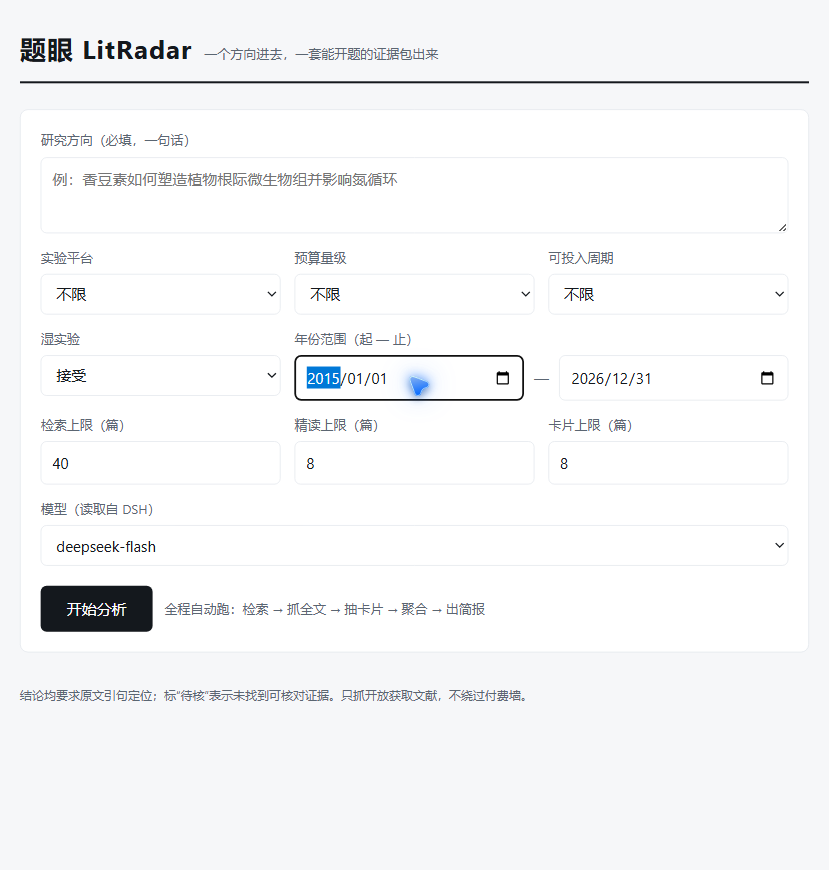 题眼 LitRadar 一个方向进去，一套能开题的证据包出来
研究方向（必填，一句话）
例：香豆素如何塑造植物根际微生物组并影响氮循环
实验平台 预算量级 可投入周期
不限 不限 不限
湿实验 年份范围（起 — 止）
接受 2015/01/01 — 2026/12/31
检索上限（篇） 精读上限（篇） 卡片上限（篇）
40 8 8
模型（读取自 DSH）
deepseek-flash
开始分析 全程自动跑：检索 → 抓全文 → 抽卡片 → 聚合 → 出简报
结论均要求原文引句定位；标“待核”表示未找到可核对证据。只抓开放获取文献，不绕过付费墙。